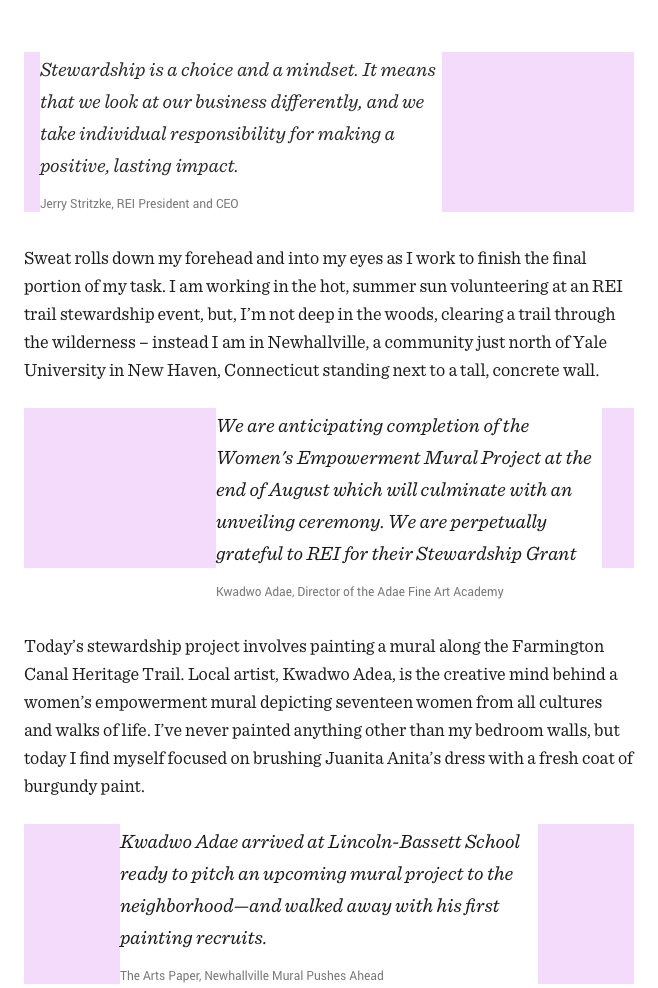 Stewardship is a choice and a mindset. It means
that we look at our business differently, and we
take individual responsibility for making a
positive, lasting impact.
Jerry Stritzke, REI President and CEO
Sweat rolls down my forehead and into my eyes as I work to finish the final
portion of my task. I am working in the hot, summer sun volunteering at an REI
trail stewardship event, but, I’m not deep in the woods, clearing a trail through
the wilderness – instead I am in Newhallville, a community just north of Yale
University in New Haven, Connecticut standing next to a tall, concrete wall.
We are anticipating completion of the
Women's Empowerment Mural Project at the
end of August which will culminate with an
unveiling ceremony. We are perpetually
grateful to REI for their Stewardship Grant
Kwadwo Adae, Director of the Adae Fine Art Academy
Today’s stewardship project involves painting a mural along the Farmington
Canal Heritage Trail. Local artist, Kwadwo Adea, is the creative mind behind a
women’s empowerment mural depicting seventeen women from all cultures
and walks of life. I’ve never painted anything other than my bedroom walls, but
today I find myself focused on brushing Juanita Anita’s dress with a fresh coat of
burgundy paint.
Kwadwo Adae arrived at Lincoln-Bassett School
ready to pitch an upcoming mural project to the
neighborhood—and walked away with his first
painting recruits.
The Arts Paper, Newhallville Mural Pushes Ahead